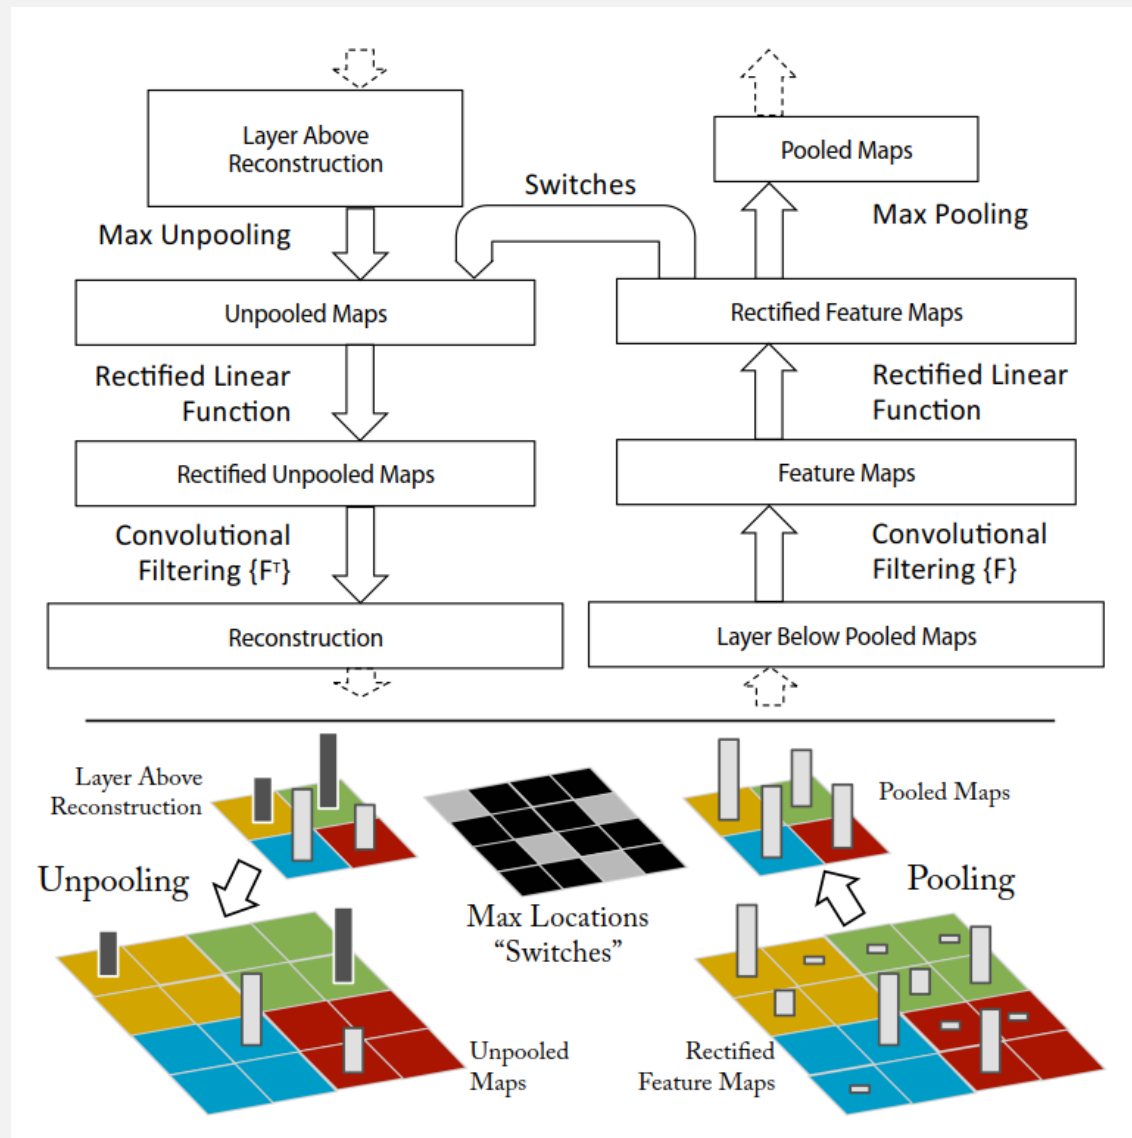 Layer Above
Reconstruction
Pooled Maps
Switches
Max Unpooling
Max Pooling
Unpooled Maps
Rectified Feature Maps
Rectified Linear
Function
Rectified Linear
Function
Rectified Unpooled Maps
Feature Maps
Convolutional
Filtering {Fᵀ}
Convolutional
Filtering {F}
Reconstruction
Layer Below Pooled Maps
Layer Above
Reconstruction
Pooled Maps
Unpooling
Pooling
Max Locations
“Switches”
Unpooled
Maps
Rectified
Feature Maps